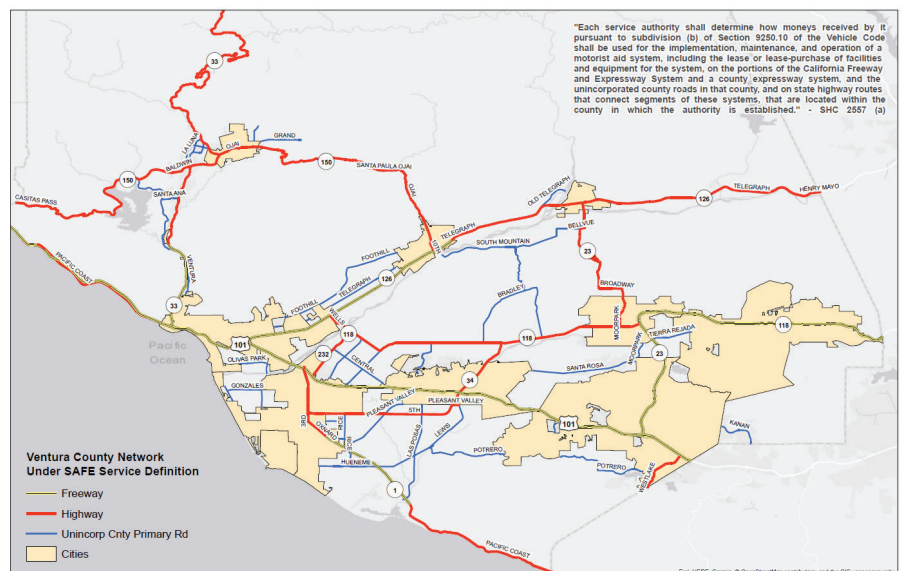 "Each service authority shall determine how moneys received by it
pursuant to subdivision (b) of Section 9250.10 of the Vehicle Code
shall be used for the implementation, maintenance, and operation of a
motorist aid system, including the lease or lease-purchase of facilities
and equipment for the system, on the portions of the California Freeway
and Expressway System and a county expressway system, and the
unincorporated county roads in that county, and on state highway routes
that connect segments of these systems, that are located within the
county in which the authority is established." - SHC 2557 (a)
33
LA LUNA
GRAND
OJAI
BALDWIN
150
SANTA PAULA OJAI
150
SANTA ANA
CASITAS PASS
OJAI
OLD TELEGRAPH
TELEGRAPH
HENRY MAYO
126
BELLVUE
TELEGRAPH
10TH
SOUTH MOUNTAIN
23
PACIFIC COAST
VENTURA
FOOTHILL
TELEGRAPH
126
BROADWAY
BRADLEY
33
FOOTHILL
WELLS
118
MOORPARK
118
118
TIERRA REJADA
101
MOORPARK
23
Pacific
Ocean
232
OLIVAS PARK
CENTRAL
SANTA ROSA
34
GONZALES
PLEASANT VALLEY
PLEASANT VALLEY
5TH
3RD
OXNARD
RICE
RICE
LAS POSAS
LEWIS
101
KANAN
HUENEME
POTRERO
POTRERO
WESTLAKE
1
PACIFIC COAST
Ventura County Network
Under SAFE Service Definition
Freeway
Highway
Unincorp Cnty Primary Rd
Cities